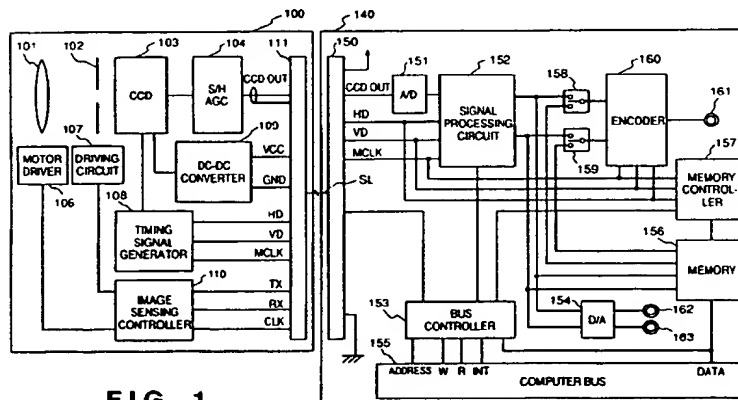 100
140
101
102
103
104
111
150
CCD
S/H
AGC
CCD OUT
CCD OUT
151
A/D
152
SIGNAL
PROCESSING
CIRCUIT
158
160
ENCODER
161
107
109
HD
VD
MCLK
159
157
MOTOR
DRIVER
DRIVING
CIRCUIT
DC-DC
CONVERTER
VCC
GND
SL
MEMORY
CONTROL-
LER
106
108
TIMING
SIGNAL
GENERATOR
HD
VD
MCLK
156
MEMORY
110
IMAGE
SENSING
CONTROLLER
TX
RX
CLK
153
BUS
CONTROLLER
154
D/A
162
163
155
ADDRESS W R INT
DATA
COMPUTER BUS
FIG. 1